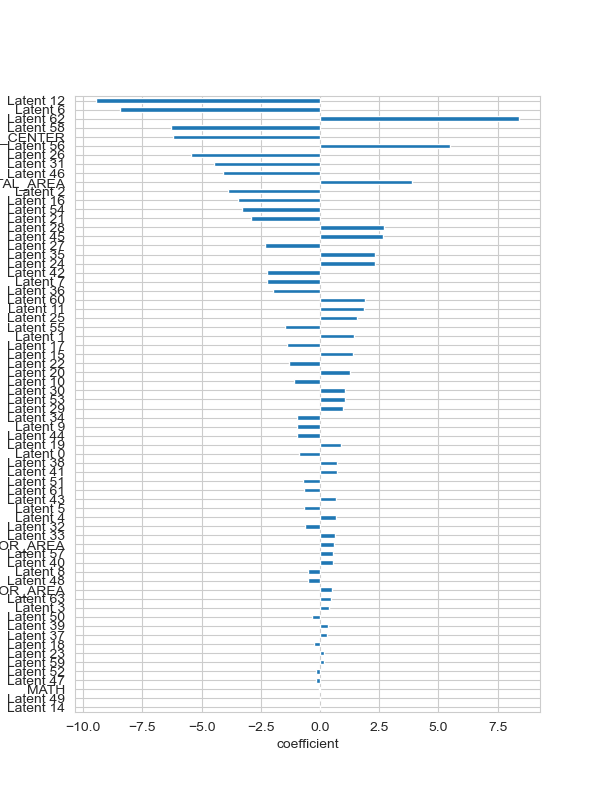 Latent 12
Latent 6
Latent 62
Latent 58
_CENTER
Latent 56
Latent 26
Latent 31
Latent 46
TAL_AREA
Latent 2
Latent 16
Latent 54
Latent 21
Latent 28
Latent 45
Latent 27
Latent 35
Latent 24
Latent 42
Latent 7
Latent 36
Latent 60
Latent 11
Latent 25
Latent 55
Latent 1
Latent 17
Latent 15
Latent 22
Latent 20
Latent 10
Latent 30
Latent 53
Latent 29
Latent 34
Latent 9
Latent 44
Latent 19
Latent 0
Latent 38
Latent 41
Latent 51
Latent 61
Latent 43
Latent 5
Latent 4
Latent 32
Latent 33
OR_AREA
Latent 57
Latent 40
Latent 8
Latent 48
OR_AREA
Latent 63
Latent 3
Latent 50
Latent 39
Latent 37
Latent 18
Latent 23
Latent 59
Latent 52
Latent 47
MATH
Latent 49
Latent 14
−10.0 −7.5 −5.0 −2.5 0.0 2.5 5.0 7.5
coefficient